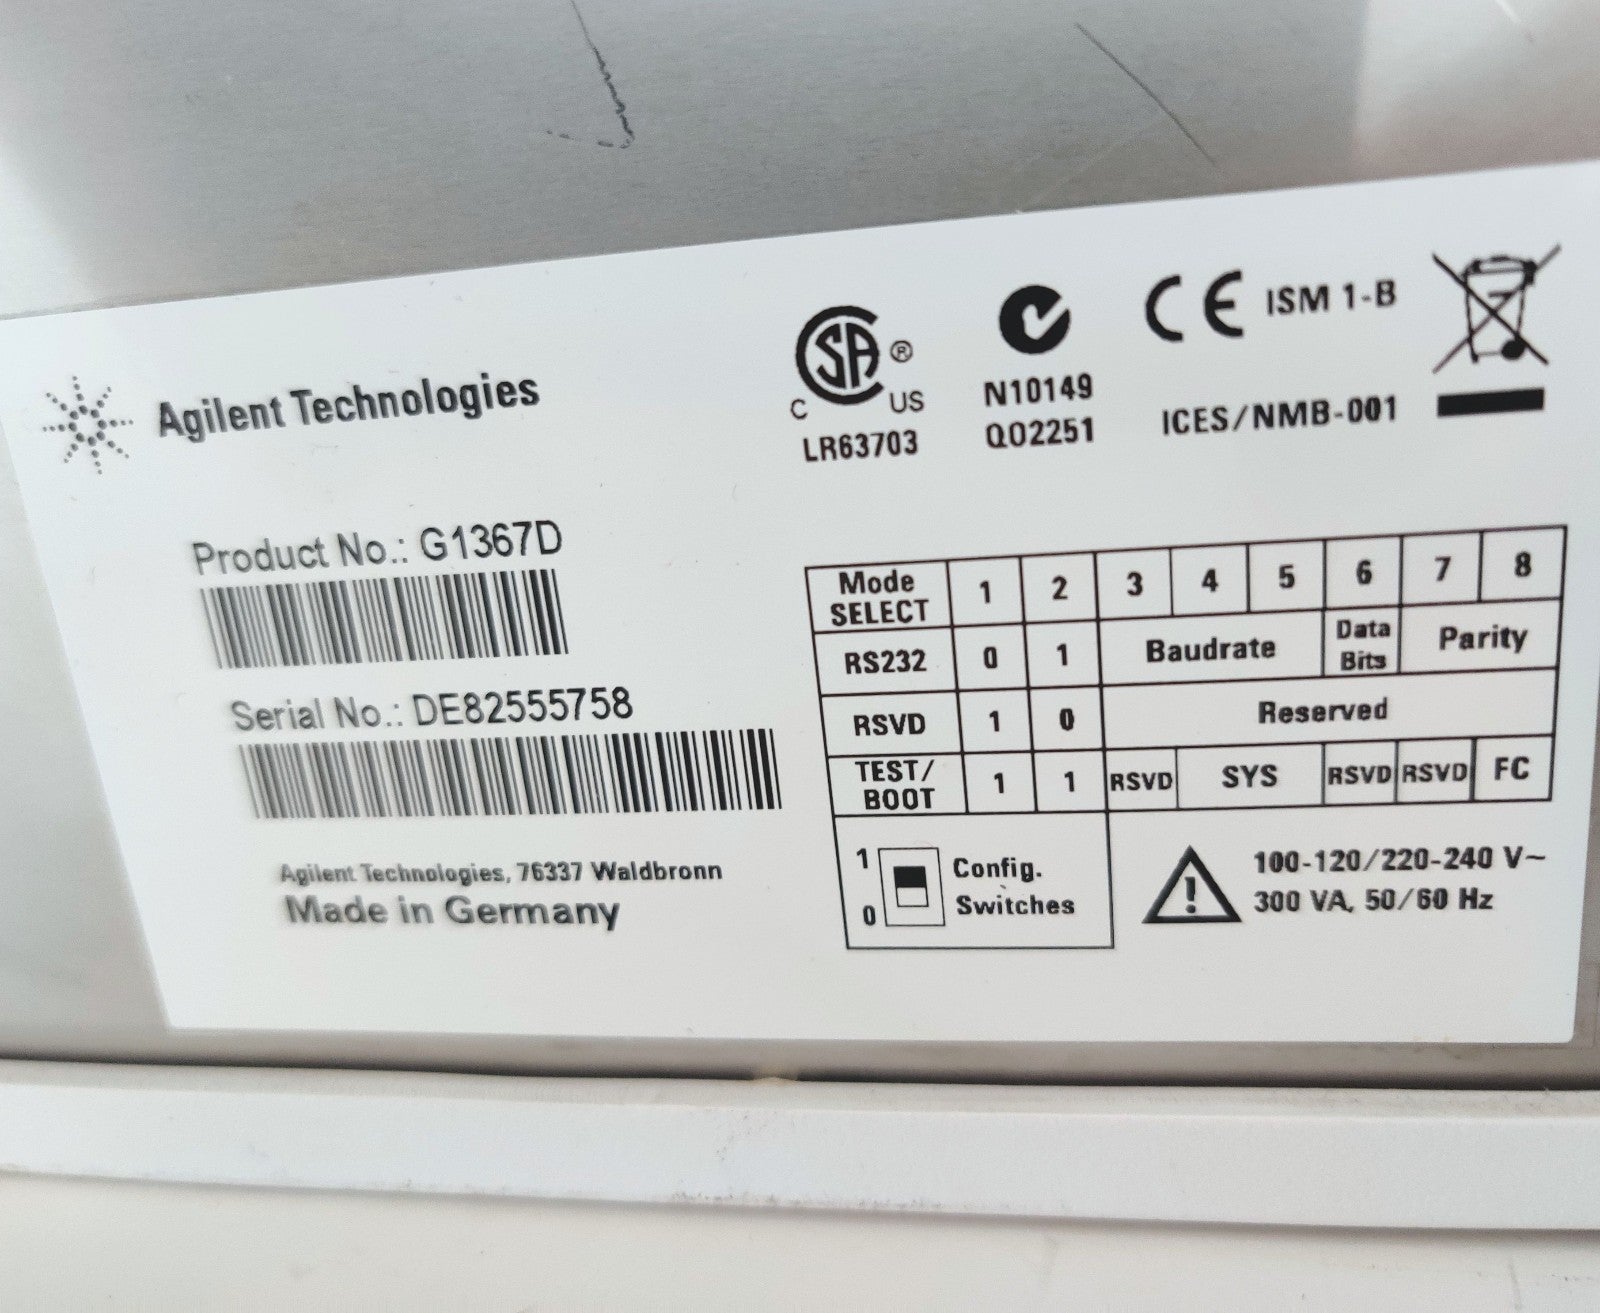 Agilent Technologies
Product No.: G1367D
Serial No.: DE82555758
Agilent Technologies, 76337 Waldbronn
Made in Germany
SA ®
C US
LR63703
N10149
Q02251
CE ISM 1-B
ICES/NMB-001
Mode SELECT 1 2 3 4 5 6 7 8
RS232 0 1 Baudrate Data Bits Parity
RSVD 1 0 Reserved
TEST/ BOOT 1 1 RSVD SYS RSVD RSVD FC
1 Config.
0 Switches
! 100-120/220-240 V~
300 VA, 50/60 Hz